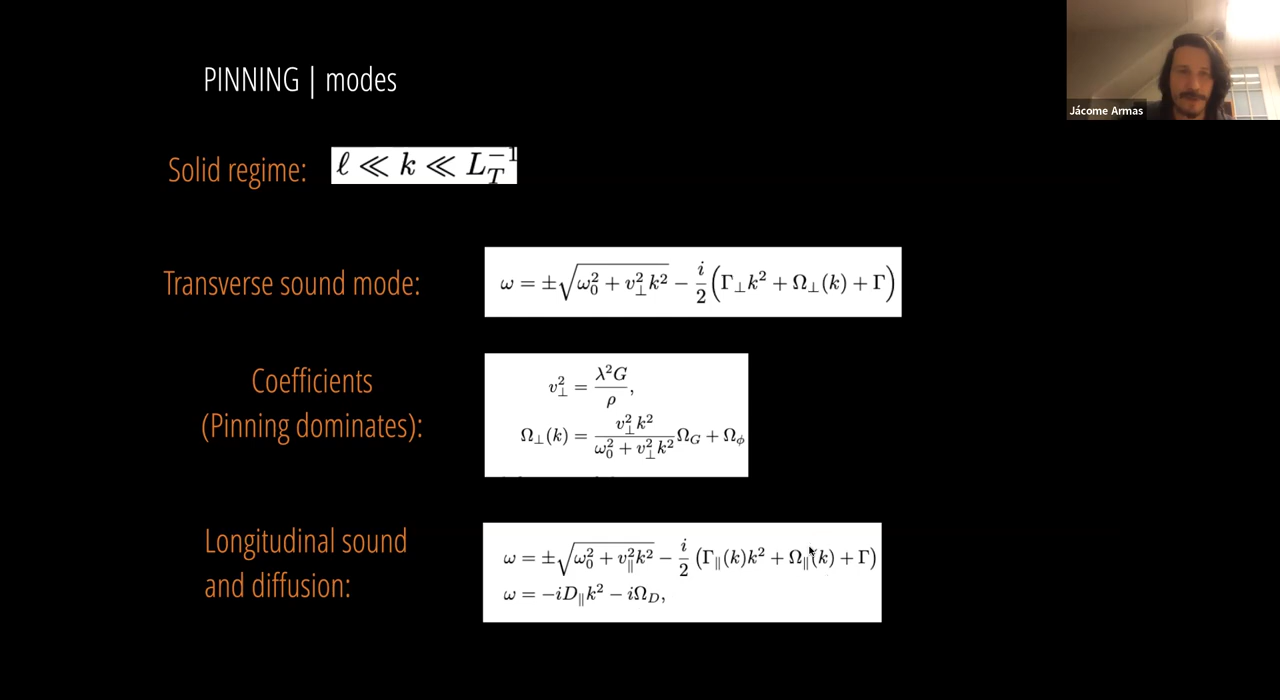 PINNING | modes
Jácome Armas
Solid regime: ℓ ≪ k ≪ L_T^{-1}
Transverse sound mode: ω = ±√(ω_0^2 + v_⊥^2 k^2) − i/2 (Γ_⊥ k^2 + Ω_⊥(k) + Γ)
Coefficients
(Pinning dominates):
v_⊥^2 = λ^2 G / ρ,
Ω_⊥(k) = v_⊥^2 k^2 / (ω_0^2 + v_⊥^2 k^2) Ω_G + Ω_ϕ
Longitudinal sound
and diffusion:
ω = ±√(ω_0^2 + v_∥^2 k^2) − i/2 (Γ_∥(k)k^2 + Ω_∥(k) + Γ)
ω = −iD_∥ k^2 − iΩ_D,